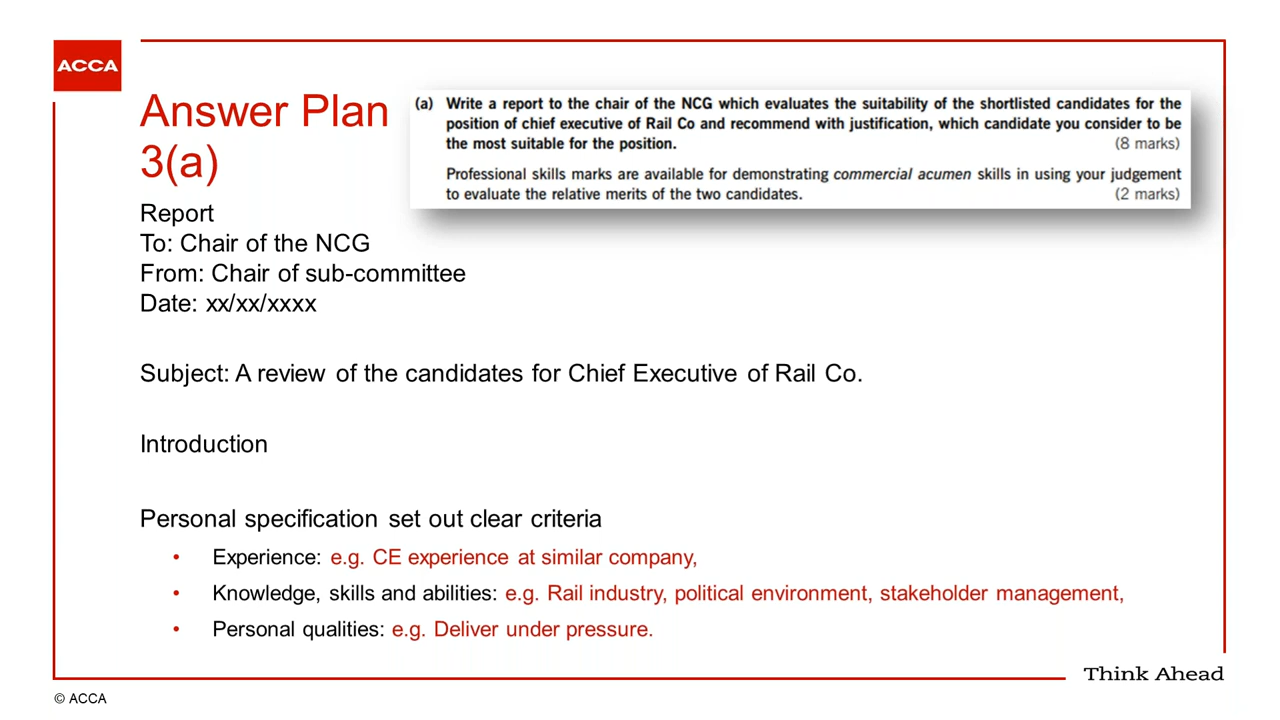 ACCA
Answer Plan
3(a)
(a) Write a report to the chair of the NCG which evaluates the suitability of the shortlisted candidates for the
position of chief executive of Rail Co and recommend with justification, which candidate you consider to be
the most suitable for the position. (8 marks)
Professional skills marks are available for demonstrating commercial acumen skills in using your judgement
to evaluate the relative merits of the two candidates. (2 marks)
Report
To: Chair of the NCG
From: Chair of sub-committee
Date: xx/xx/xxxx
Subject: A review of the candidates for Chief Executive of Rail Co.
Introduction
Personal specification set out clear criteria
• Experience: e.g. CE experience at similar company,
• Knowledge, skills and abilities: e.g. Rail industry, political environment, stakeholder management,
• Personal qualities: e.g. Deliver under pressure.
Think Ahead
© ACCA